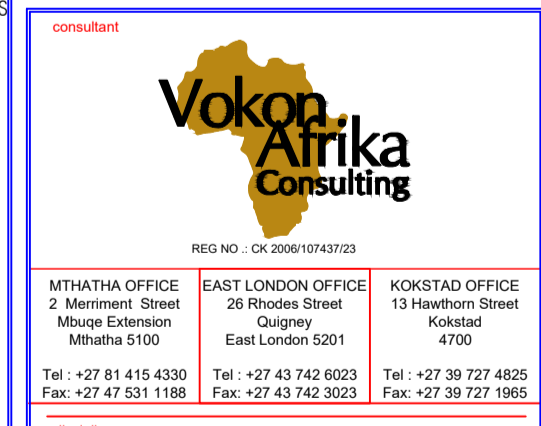 S
consultant
Vokon
Afrika
Consulting
REG NO .: CK 2006/107437/23
MTHATHA OFFICE
2 Merriment Street
Mbuqe Extension
Mthatha 5100
Tel : +27 81 415 4330
Fax: +27 47 531 1188
EAST LONDON OFFICE
26 Rhodes Street
Quigney
East London 5201
Tel : +27 43 742 6023
Fax: +27 43 742 3023
KOKSTAD OFFICE
13 Hawthorn Street
Kokstad
4700
Tel : +27 39 727 4825
Fax: +27 39 727 1965